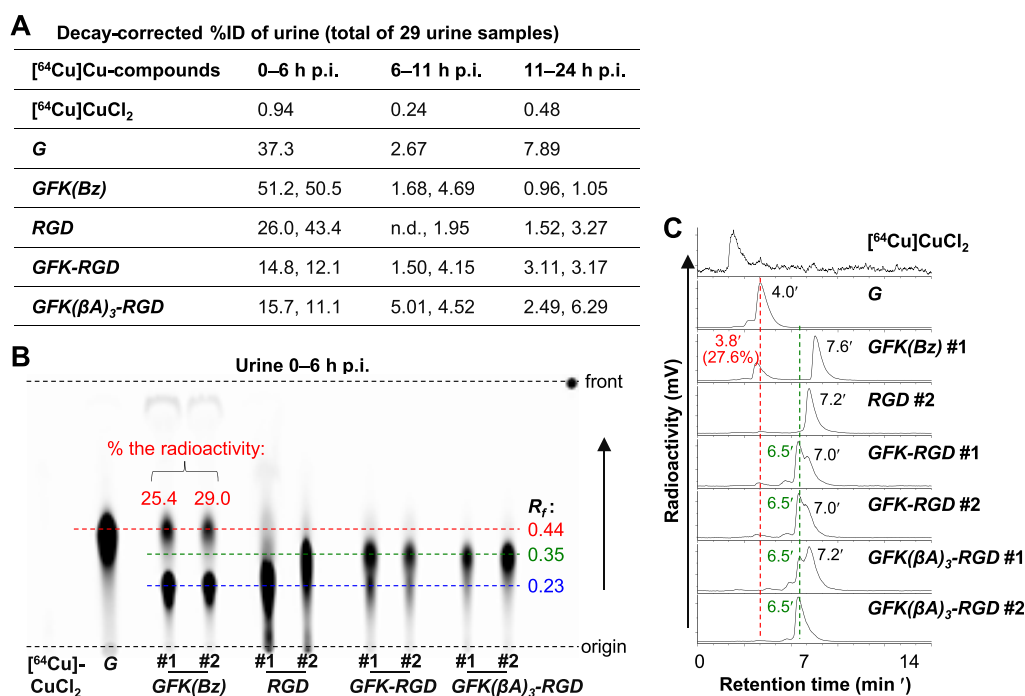 A
Decay-corrected %ID of urine (total of 29 urine samples)
[⁶⁴Cu]Cu-compounds 0–6 h p.i. 6–11 h p.i. 11–24 h p.i.
[⁶⁴Cu]CuCl₂ 0.94 0.24 0.48
G 37.3 2.67 7.89
GFK(Bz) 51.2, 50.5 1.68, 4.69 0.96, 1.05
RGD 26.0, 43.4 n.d., 1.95 1.52, 3.27
GFK-RGD 14.8, 12.1 1.50, 4.15 3.11, 3.17
GFK(βA)₃-RGD 15.7, 11.1 5.01, 4.52 2.49, 6.29
B
Urine 0–6 h p.i.
front
% the radioactivity:
25.4 29.0
Rf :
0.44
0.35
0.23
origin
[⁶⁴Cu]-
CuCl₂
G
#1 #2 #1 #2 #1 #2 #1 #2
GFK(Bz) RGD GFK-RGD GFK(βA)₃-RGD
C
[⁶⁴Cu]CuCl₂
4.0′ G
3.8′
(27.6%)
7.6′ GFK(Bz) #1
7.2′ RGD #2
6.5′ 7.0′ GFK-RGD #1
6.5′ 7.0′ GFK-RGD #2
6.5′ 7.2′ GFK(βA)₃-RGD #1
6.5′ GFK(βA)₃-RGD #2
Radioactivity (mV)
0 7 14
Retention time (min ′)